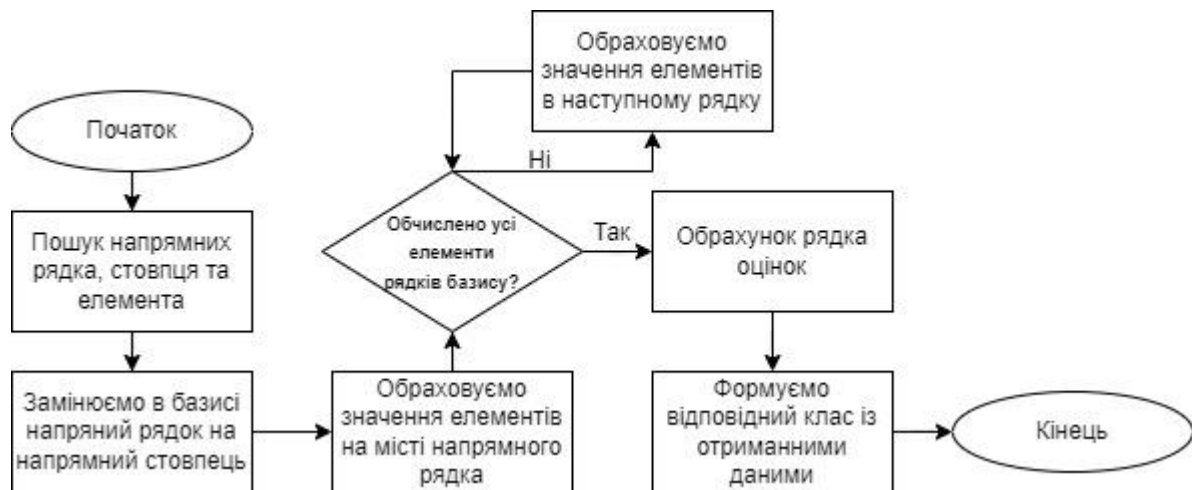 Початок
Пошук напрямних
рядка, стовпця та
елемента
Замінюємо в базисі
напряний рядок на
напрямний стовпець
Обраховуємо
значення елементів
на місті напрямного
рядка
Обчислено усі
елементи
рядків базису?
Ні
Обраховуємо
значення елементів
в наступному рядку
Так
Обрахунок рядка
оцінок
Формуємо
відповідний клас із
отриманними
даними
Кінець